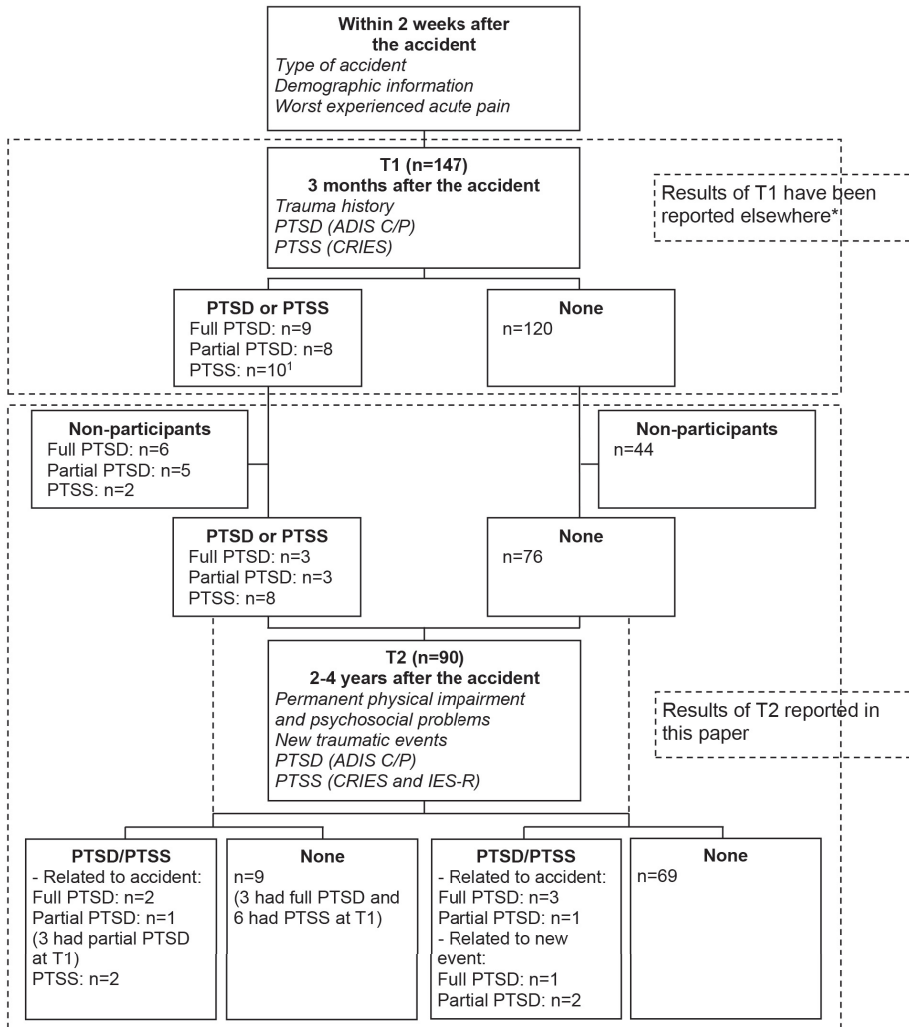 Within 2 weeks after
the accident
Type of accident
Demographic information
Worst experienced acute pain
T1 (n=147)
3 months after the accident
Trauma history
PTSD (ADIS C/P)
PTSS (CRIES)
Results of T1 have been
reported elsewhere*
PTSD or PTSS
Full PTSD: n=9
Partial PTSD: n=8
PTSS: n=10¹
None
n=120
Non-participants
Full PTSD: n=6
Partial PTSD: n=5
PTSS: n=2
Non-participants
n=44
PTSD or PTSS
Full PTSD: n=3
Partial PTSD: n=3
PTSS: n=8
None
n=76
T2 (n=90)
2-4 years after the accident
Permanent physical impairment
and psychosocial problems
New traumatic events
PTSD (ADIS C/P)
PTSS (CRIES and IES-R)
Results of T2 reported in
this paper
PTSD/PTSS
- Related to accident:
Full PTSD: n=2
Partial PTSD: n=1
(3 had partial PTSD
at T1)
PTSS: n=2
None
n=9
(3 had full PTSD and
6 had PTSS at T1)
PTSD/PTSS
- Related to accident:
Full PTSD: n=3
Partial PTSD: n=1
- Related to new
event:
Full PTSD: n=1
Partial PTSD: n=2
None
n=69